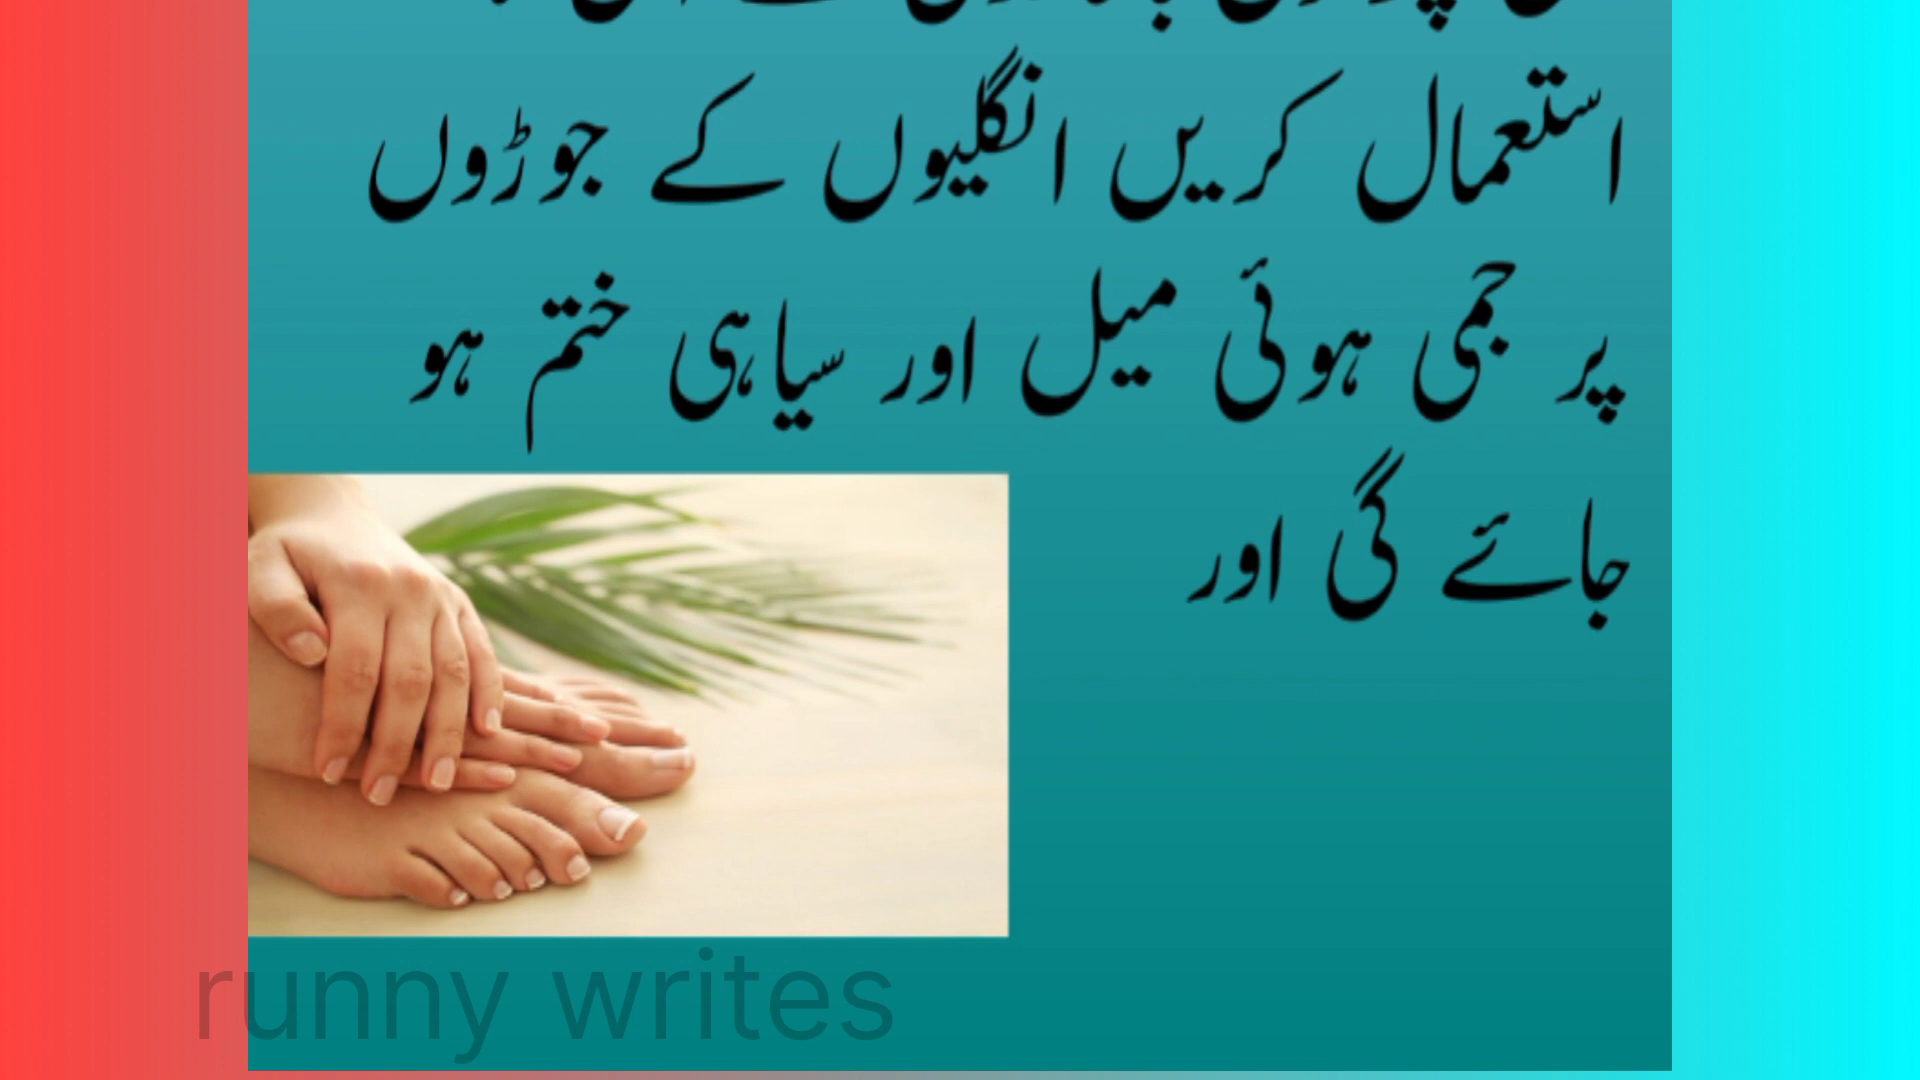 استعمال کریں انگلیوں کے جوڑوں
پر جمی ہوئی میل اور سیاہی ختم ہو
جائے گی اور
runny writes